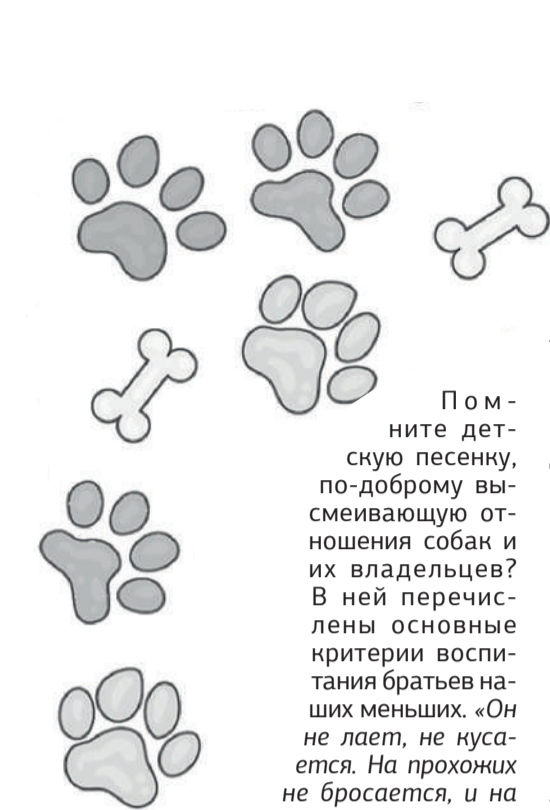 Пом-
ните дет-
скую песенку,
по-доброму вы-
смеивающую от-
ношения собак и
их владельцев?
В ней перечис-
лены основные
критерии воспи-
тания братьев на-
ших меньших. «Он
не лает, не куса-
ется. На прохожих
не бросается, и на